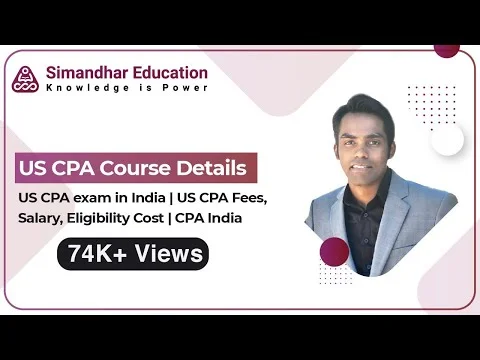 Simandhar Education
Knowledge is Power
US CPA Course Details
US CPA exam in India | US CPA Fees,
Salary, Eligibility Cost | CPA India
74K+ Views